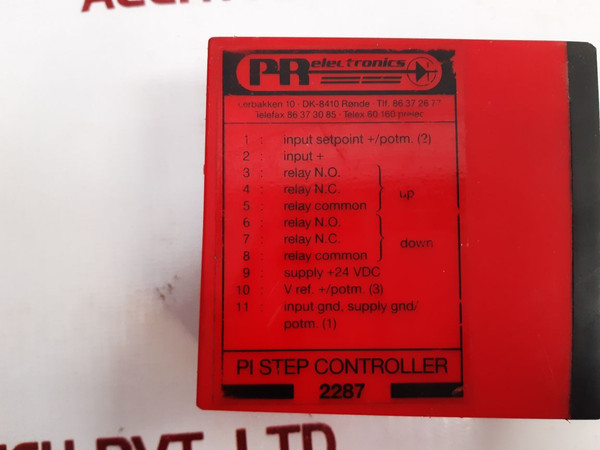 PR electronics
Lerbakken 10 · DK-8410 Rønde · Tlf. 86 37 26
Telefax 86 37 30 85 · Telex 60 160 prelec
1 : input setpoint +/potm. (2)
2 : input +
3 : relay N.O.
4 : relay N.C.
5 : relay common
up
6 : relay N.O.
7 : relay N.C.
8 : relay common
down
9 : supply +24 VDC
10 : V ref. +/potm. (3)
11 : input gnd, supply gnd/
potm. (1)
PI STEP CONTROLLER
2287
PVT. LTD